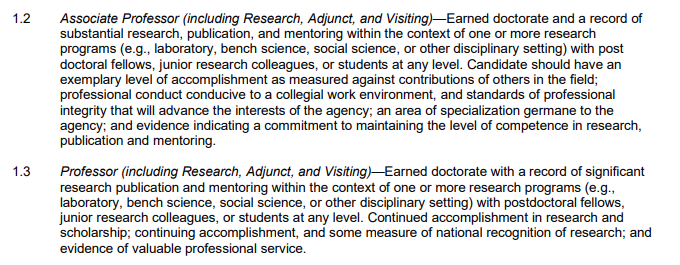 1.2 Associate Professor (including Research, Adjunct, and Visiting)—Earned doctorate and a record of
substantial research, publication, and mentoring within the context of one or more research
programs (e.g., laboratory, bench science, social science, or other disciplinary setting) with post
doctoral fellows, junior research colleagues, or students at any level. Candidate should have an
exemplary level of accomplishment as measured against contributions of others in the field;
professional conduct conducive to a collegial work environment, and standards of professional
integrity that will advance the interests of the agency; an area of specialization germane to the
agency; and evidence indicating a commitment to maintaining the level of competence in research,
publication and mentoring.
1.3 Professor (including Research, Adjunct, and Visiting)—Earned doctorate with a record of significant
research publication and mentoring within the context of one or more research programs (e.g.,
laboratory, bench science, social science, or other disciplinary setting) with postdoctoral fellows,
junior research colleagues, or students at any level. Continued accomplishment in research and
scholarship; continuing accomplishment, and some measure of national recognition of research; and
evidence of valuable professional service.